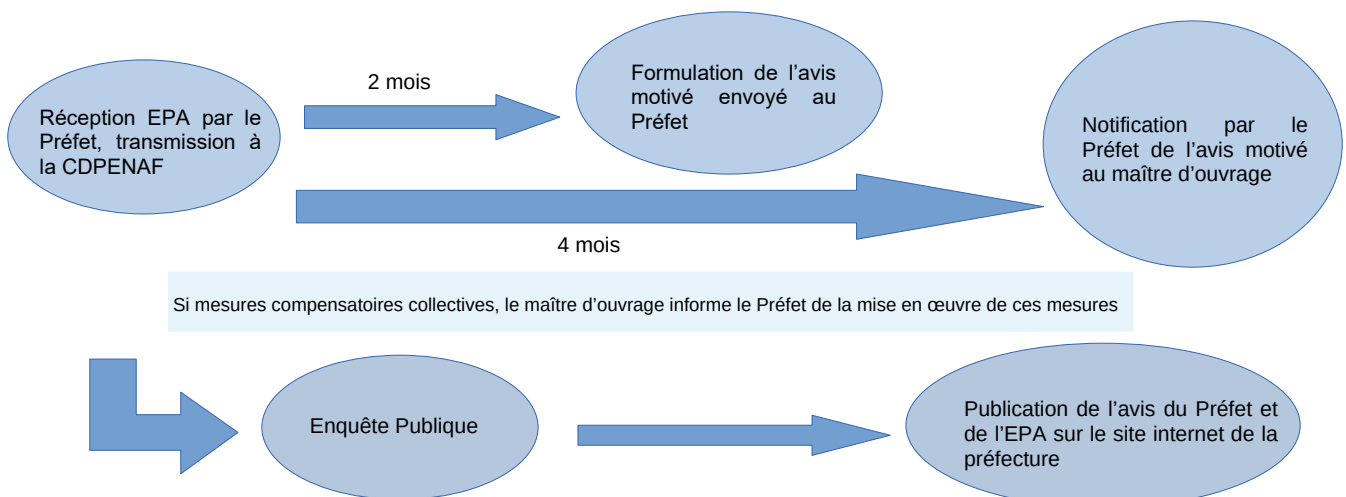 Réception EPA par le
Préfet, transmission à
la CDPENAF
2 mois
Formulation de l’avis
motivé envoyé au
Préfet
4 mois
Notification par le
Préfet de l’avis motivé
au maître d’ouvrage
Si mesures compensatoires collectives, le maître d’ouvrage informe le Préfet de la mise en œuvre de ces mesures
Enquête Publique
Publication de l’avis du Préfet et
de l’EPA sur le site internet de la
préfecture